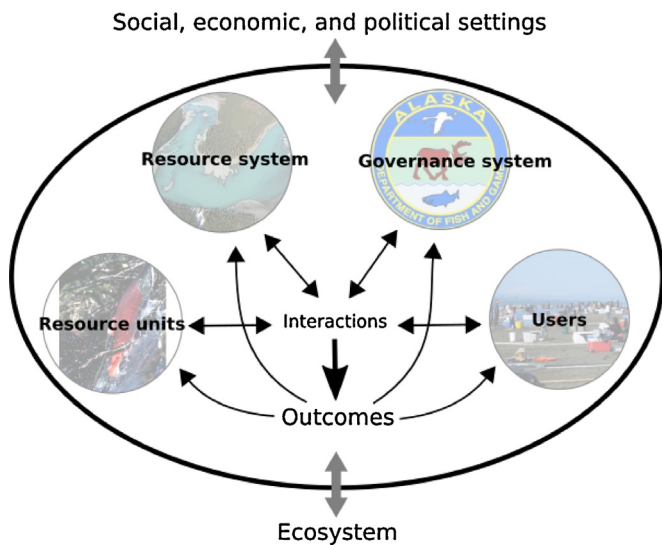 Social, economic, and political settings
ALASKA
Resource system
Governance system
DEPARTMENT OF FISH AND GAM
Resource units
Interactions
Users
Outcomes
Ecosystem